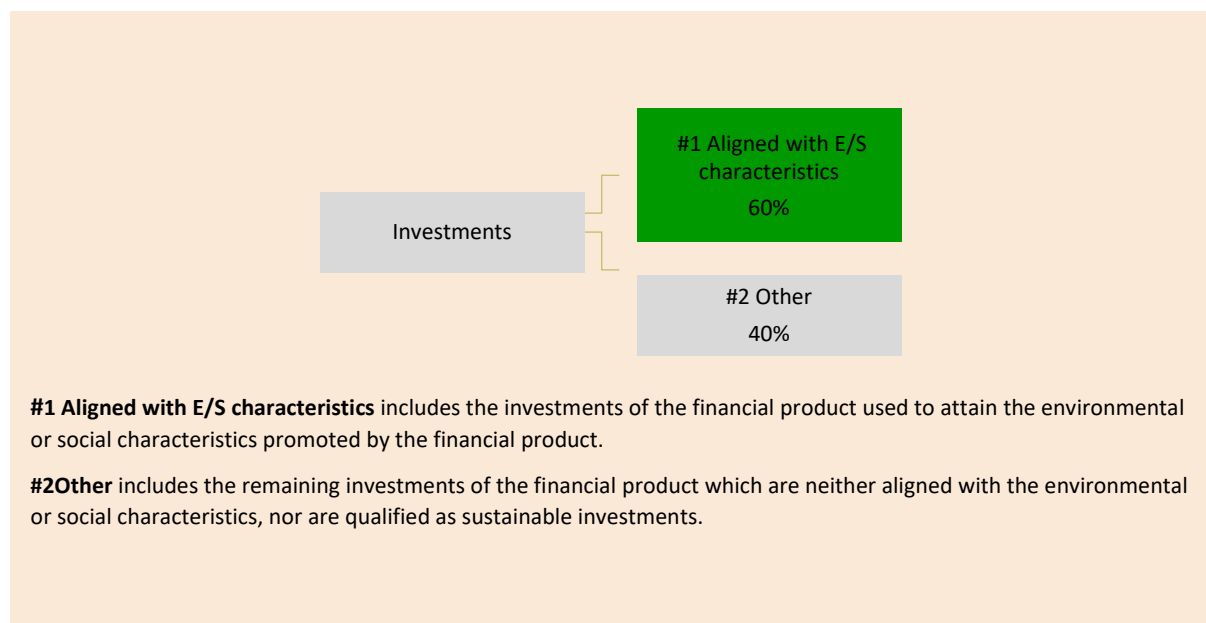 #1 Aligned with E/S
characteristics
60%
Investments
#2 Other
40%
#1 Aligned with E/S characteristics includes the investments of the financial product used to attain the environmental
or social characteristics promoted by the financial product.
#2Other includes the remaining investments of the financial product which are neither aligned with the environmental
or social characteristics, nor are qualified as sustainable investments.